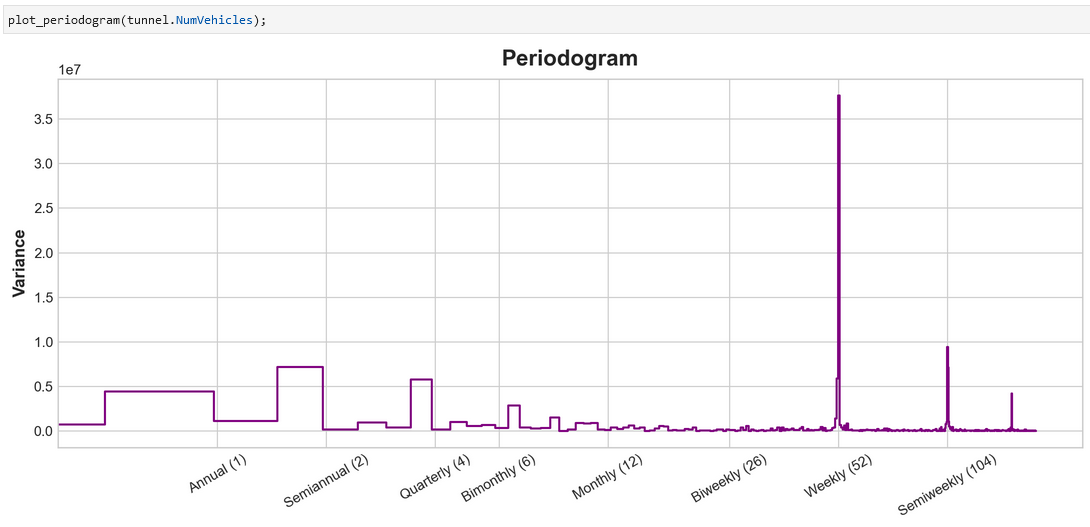 plot_periodogram(tunnel.NumVehicles);
Periodogram
1e7
3.5
3.0
2.5
2.0
1.5
1.0
0.5
0.0
Variance
Annual (1)
Semiannual (2)
Quarterly (4)
Bimonthly (6)
Monthly (12)
Biweekly (26)
Weekly (52)
Semiweekly (104)